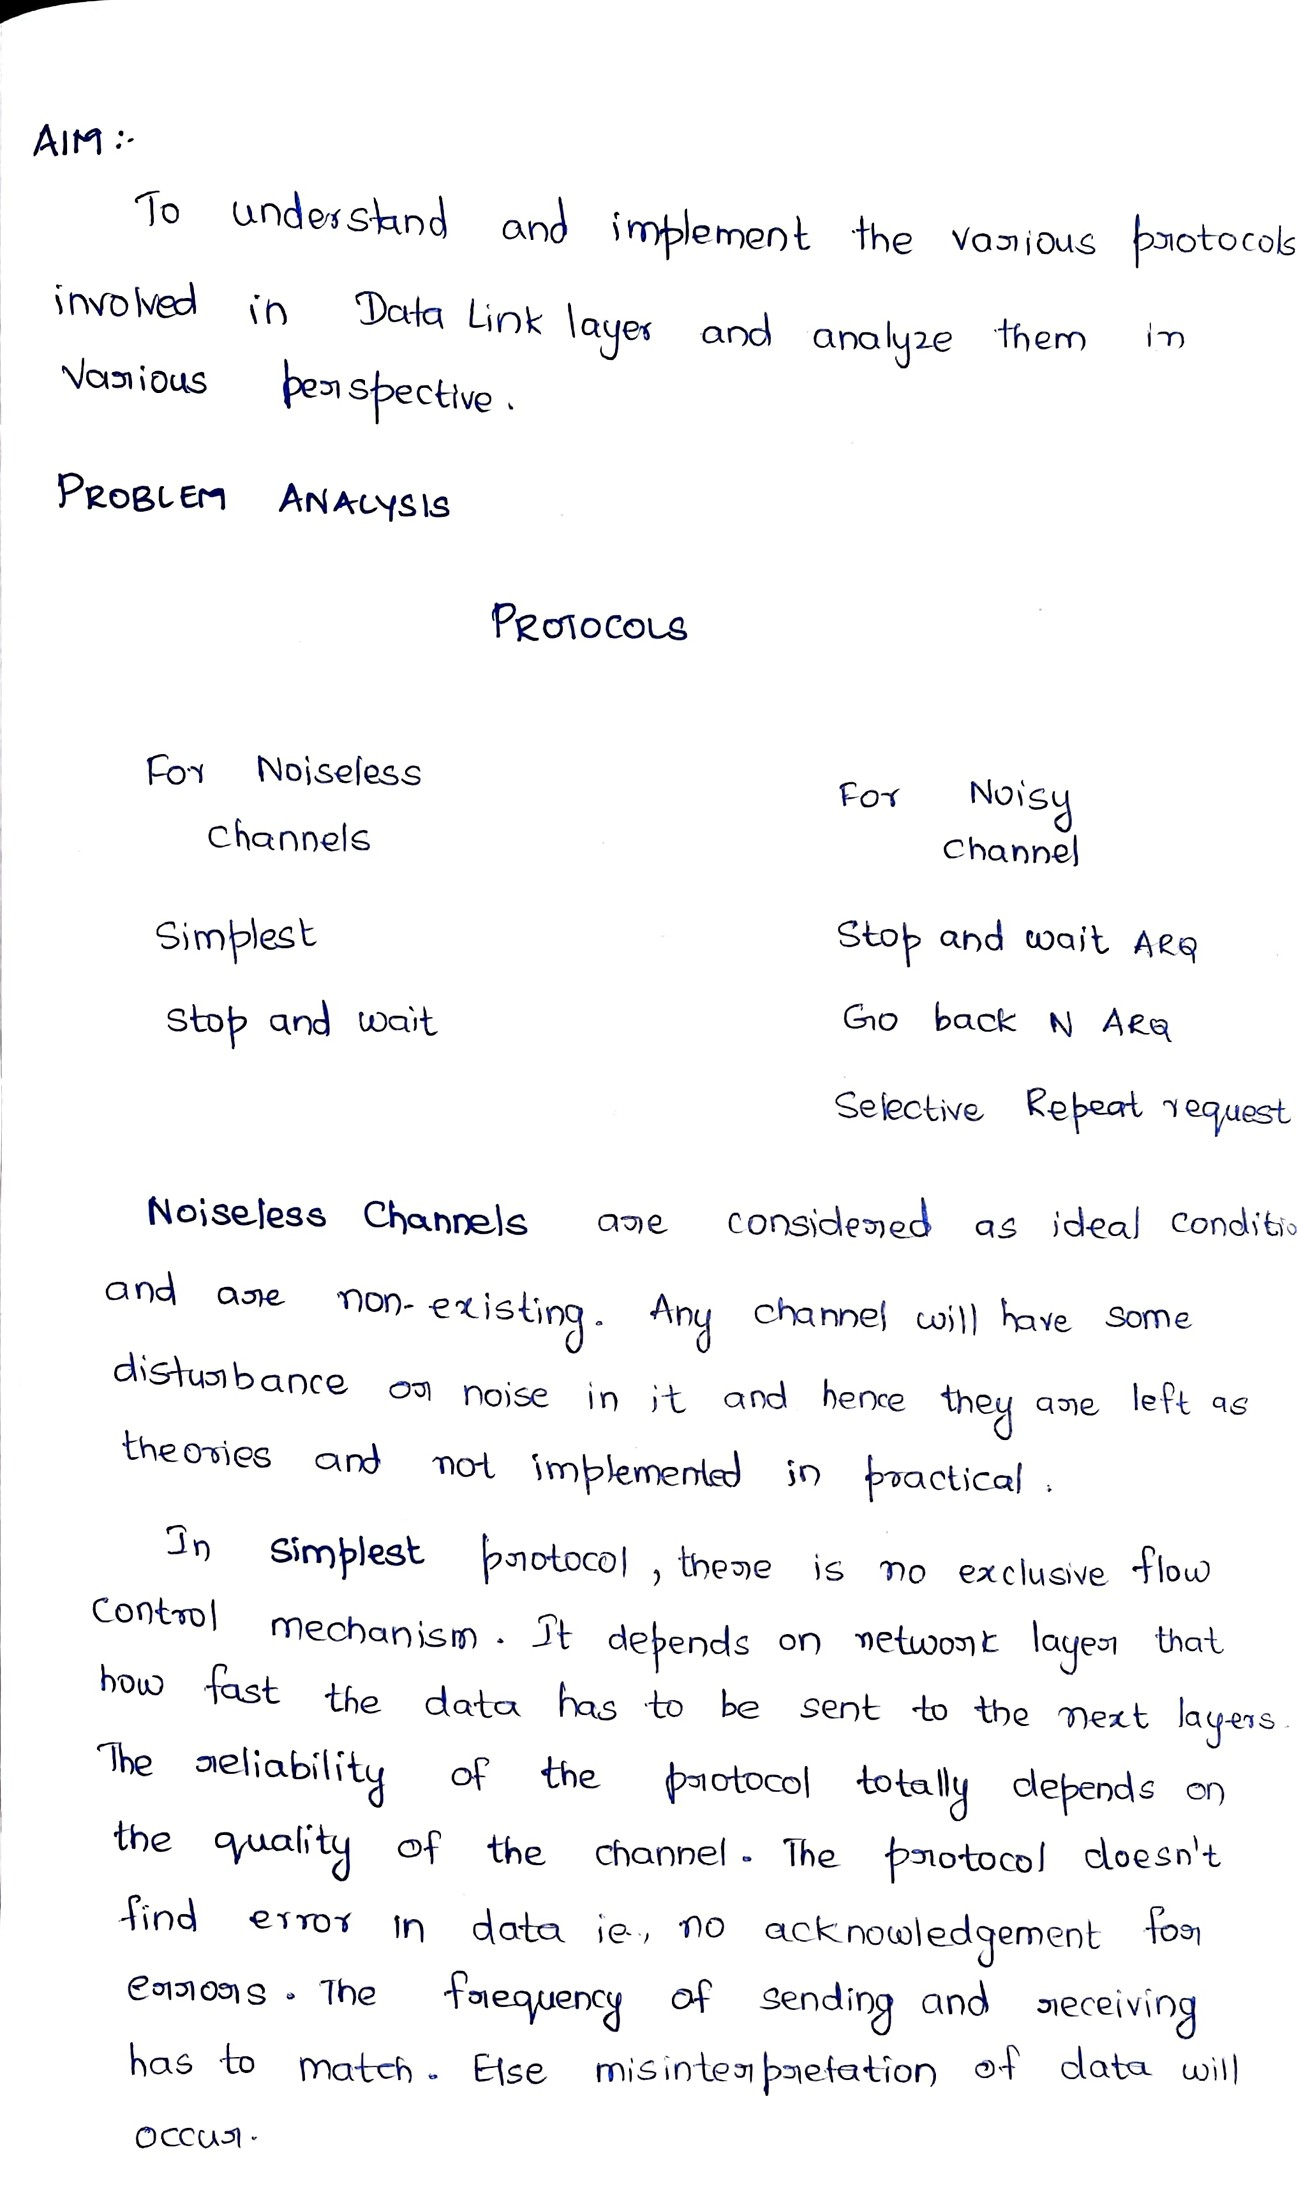 AIM :-
To understand and implement the various protocols
involved in Data Link layer and analyze them in
various perspective.
PROBLEM ANALYSIS
PROTOCOLS
For Noiseless
channels
Simplest
Stop and wait
For Noisy
channel
Stop and wait ARQ
Go back N ARQ
Selective Repeat request
Noiseless Channels are considered as ideal conditio
and are non-existing. Any channel will have some
disturbance or noise in it and hence they are left as
theories and not implemented in practical.
In simplest protocol, there is no exclusive flow
control mechanism. It depends on network layer that
how fast the data has to be sent to the next layers.
The reliability of the protocol totally depends on
the quality of the channel. The protocol doesn't
find error in data ie., no acknowledgement for
errors. The frequency of sending and receiving
has to match. Else misinterpretation of data will
occur.